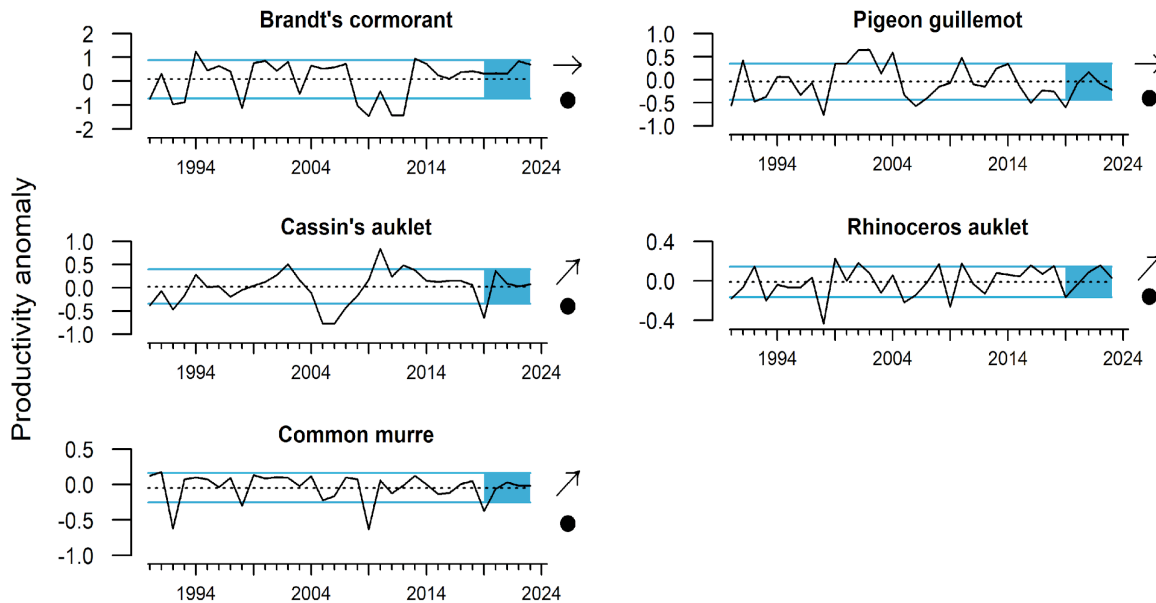 Productivity anomaly
Brandt's cormorant
2
1
0
-1
-2
1994 2004 2014 2024
Pigeon guillemot
1.0
0.5
0.0
-0.5
-1.0
1994 2004 2014 2024
Cassin's auklet
1.0
0.5
0.0
-0.5
-1.0
1994 2004 2014 2024
Rhinoceros auklet
0.4
0.0
-0.4
1994 2004 2014 2024
Common murre
0.5
0.0
-0.5
-1.0
1994 2004 2014 2024